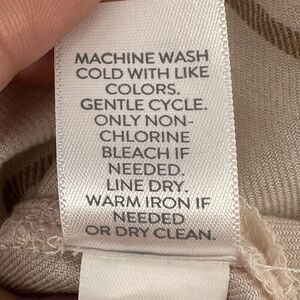 MACHINE WASH
COLD WITH LIKE
COLORS.
GENTLE CYCLE.
ONLY NON-
CHLORINE
BLEACH IF
NEEDED.
LINE DRY.
WARM IRON IF
NEEDED
OR DRY CLEAN.